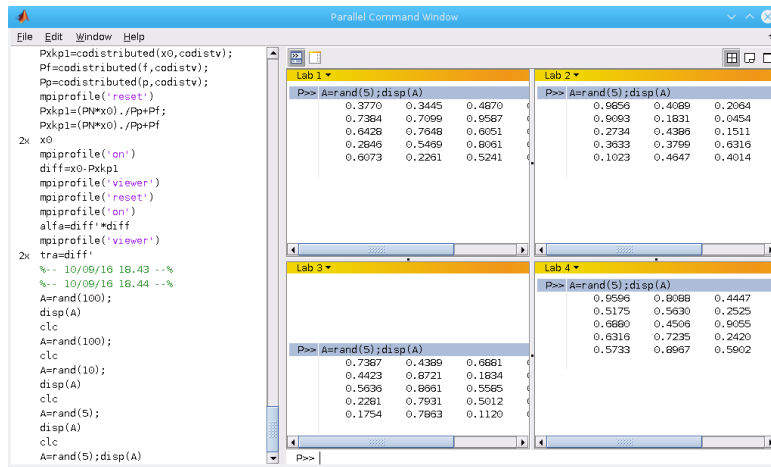 Parallel Command Window
File Edit Window Help
Pxkp1=codistributed(x0,codistv);
Pf=codistributed(f,codistv);
Pp=codistributed(p,codistv);
mpiprofile('reset')
Pxkp1=(PN*x0)./Pp+Pf;
Pxkp1=(PN*x0)./Pp+Pf
2x x0
mpiprofile('on')
diff=x0-Pxkp1
mpiprofile('viewer')
mpiprofile('reset')
mpiprofile('on')
alfa=diff'*diff
mpiprofile('viewer')
2x tra=diff'
%-- 10/09/16 18.43 --%
%-- 10/09/16 18.44 --%
A=rand(100);
disp(A)
clc
A=rand(100);
clc
A=rand(10);
disp(A)
clc
A=rand(5);
disp(A)
clc
A=rand(5);disp(A)
Lab 1
P>> A=rand(5);disp(A)
0.3770 0.3445 0.4870
0.7384 0.7099 0.9587
0.6428 0.7648 0.6051
0.2846 0.5469 0.8061
0.6073 0.2261 0.5241
Lab 2
P>> A=rand(5);disp(A)
0.9856 0.4089 0.2064
0.9093 0.1831 0.0454
0.2734 0.4386 0.1511
0.3633 0.3799 0.6316
0.1023 0.4647 0.4014
Lab 3
P>> A=rand(5);disp(A)
0.7387 0.4389 0.6881
0.4423 0.8721 0.1834
0.5636 0.8661 0.5585
0.2281 0.7931 0.5012
0.1754 0.7863 0.1120
Lab 4
P>> A=rand(5);disp(A)
0.9596 0.8088 0.4447
0.5175 0.5630 0.2525
0.6880 0.4506 0.9055
0.6316 0.7235 0.2420
0.5733 0.8967 0.5902
P>>